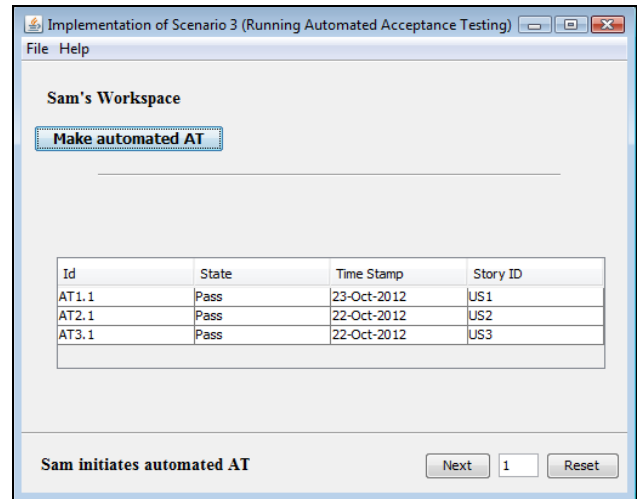 Implementation of Scenario 3 (Running Automated Acceptance Testing)
File Help
Sam's Workspace
Make automated AT
Id State Time Stamp Story ID
AT1.1 Pass 23-Oct-2012 US1
AT2.1 Pass 22-Oct-2012 US2
AT3.1 Pass 22-Oct-2012 US3
Sam initiates automated AT Next 1 Reset